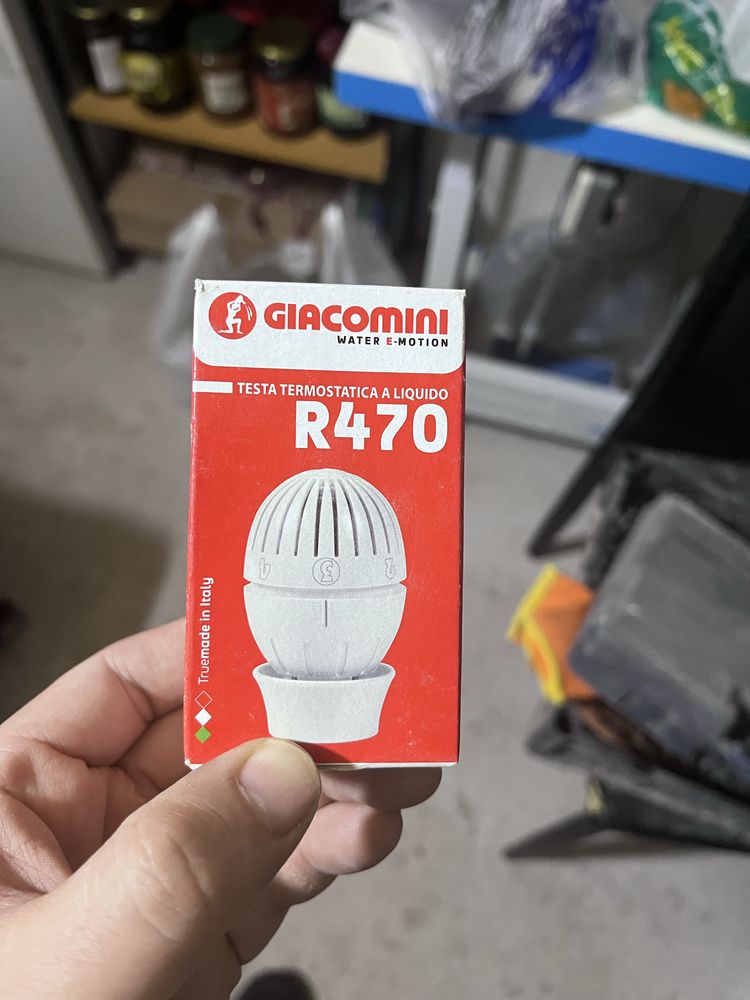 GIACOMINI
WATER E-MOTION
TESTA TERMOSTATICA A LIQUIDO
R470
4 3 2
Truemade in Italy